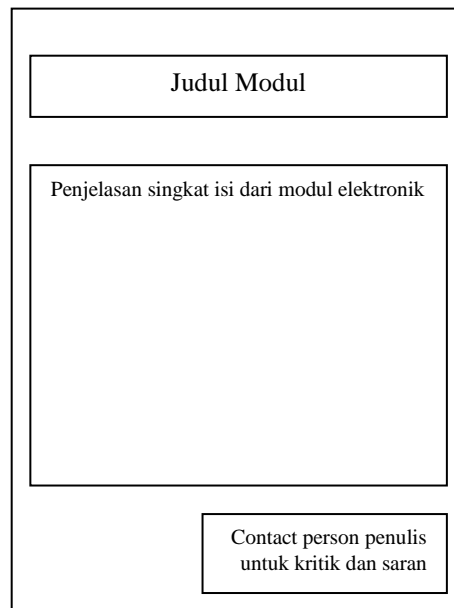 Judul Modul
Penjelasan singkat isi dari modul elektronik
Contact person penulis
untuk kritik dan saran